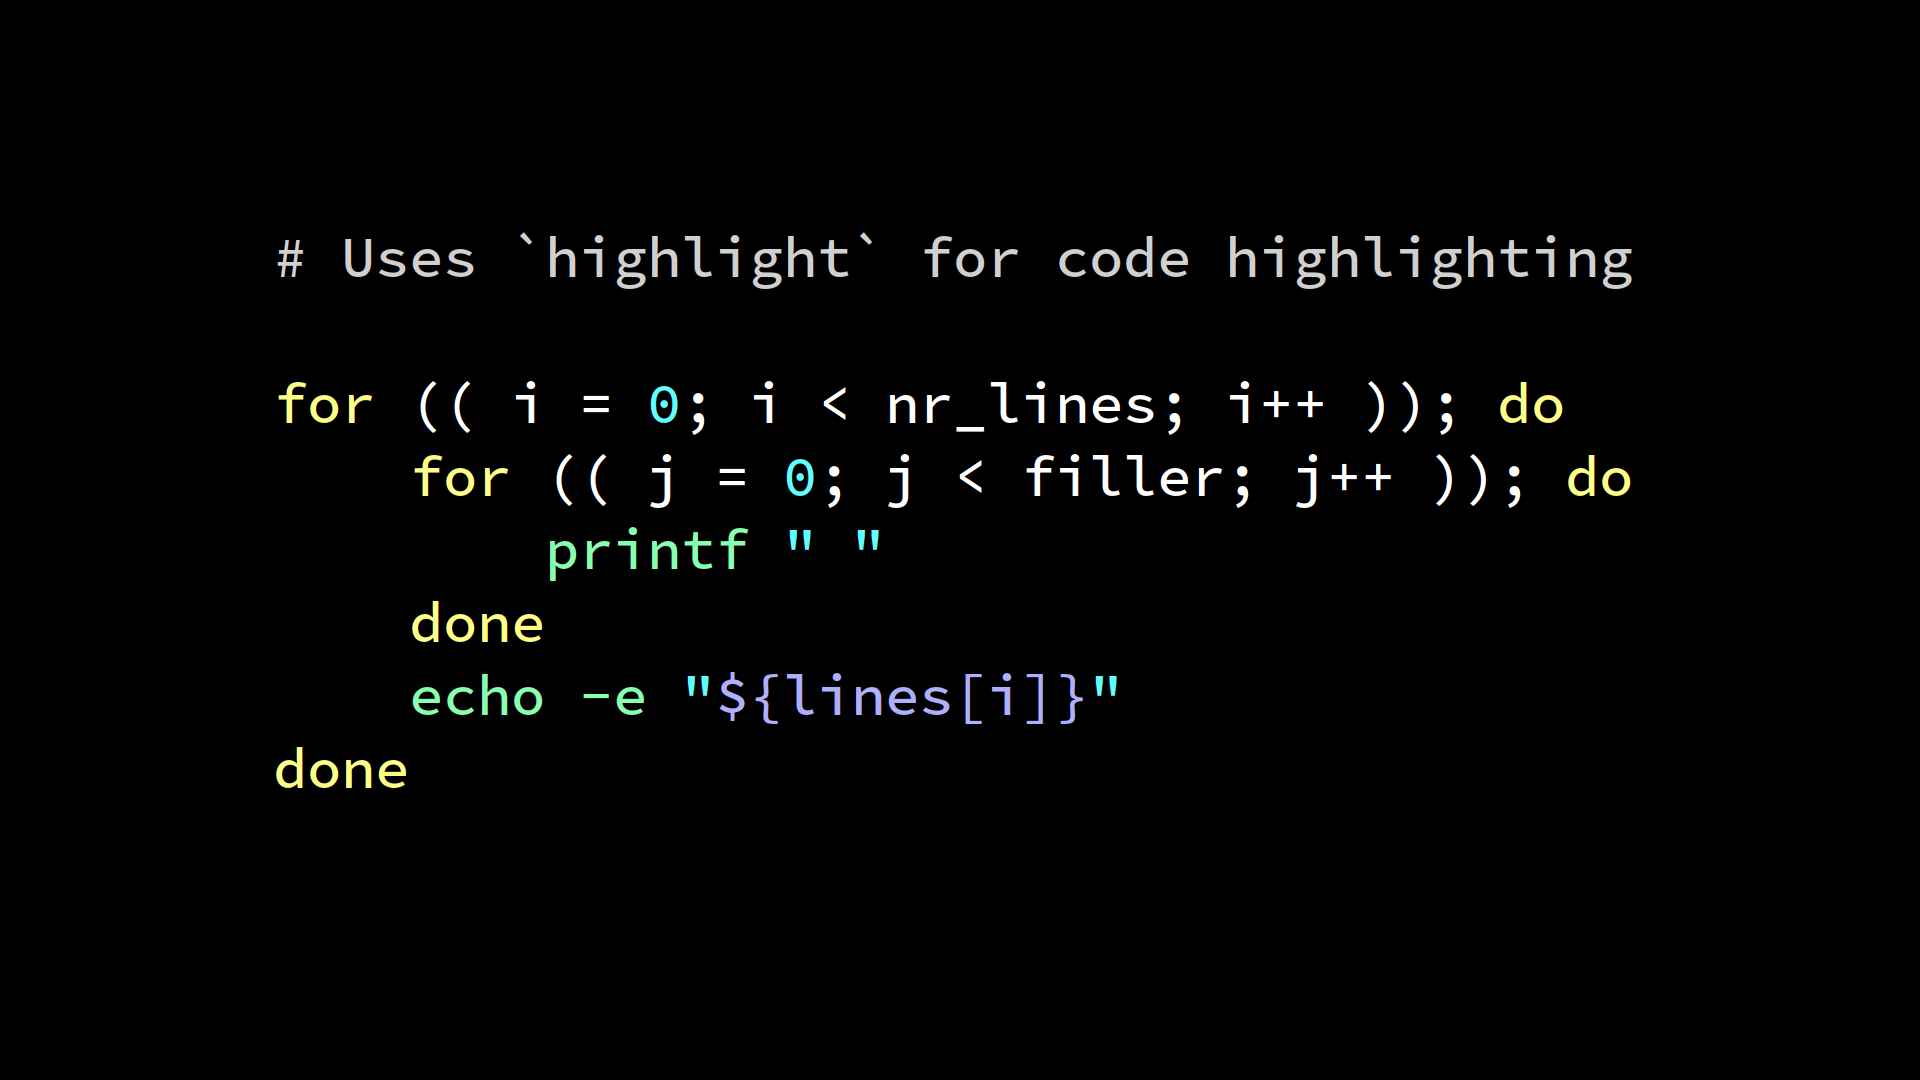 # Uses `highlight` for code highlighting

for (( i = 0; i < nr_lines; i++ )); do
    for (( j = 0; j < filler; j++ )); do
        printf " "
    done
    echo -e "${lines[i]}"
done